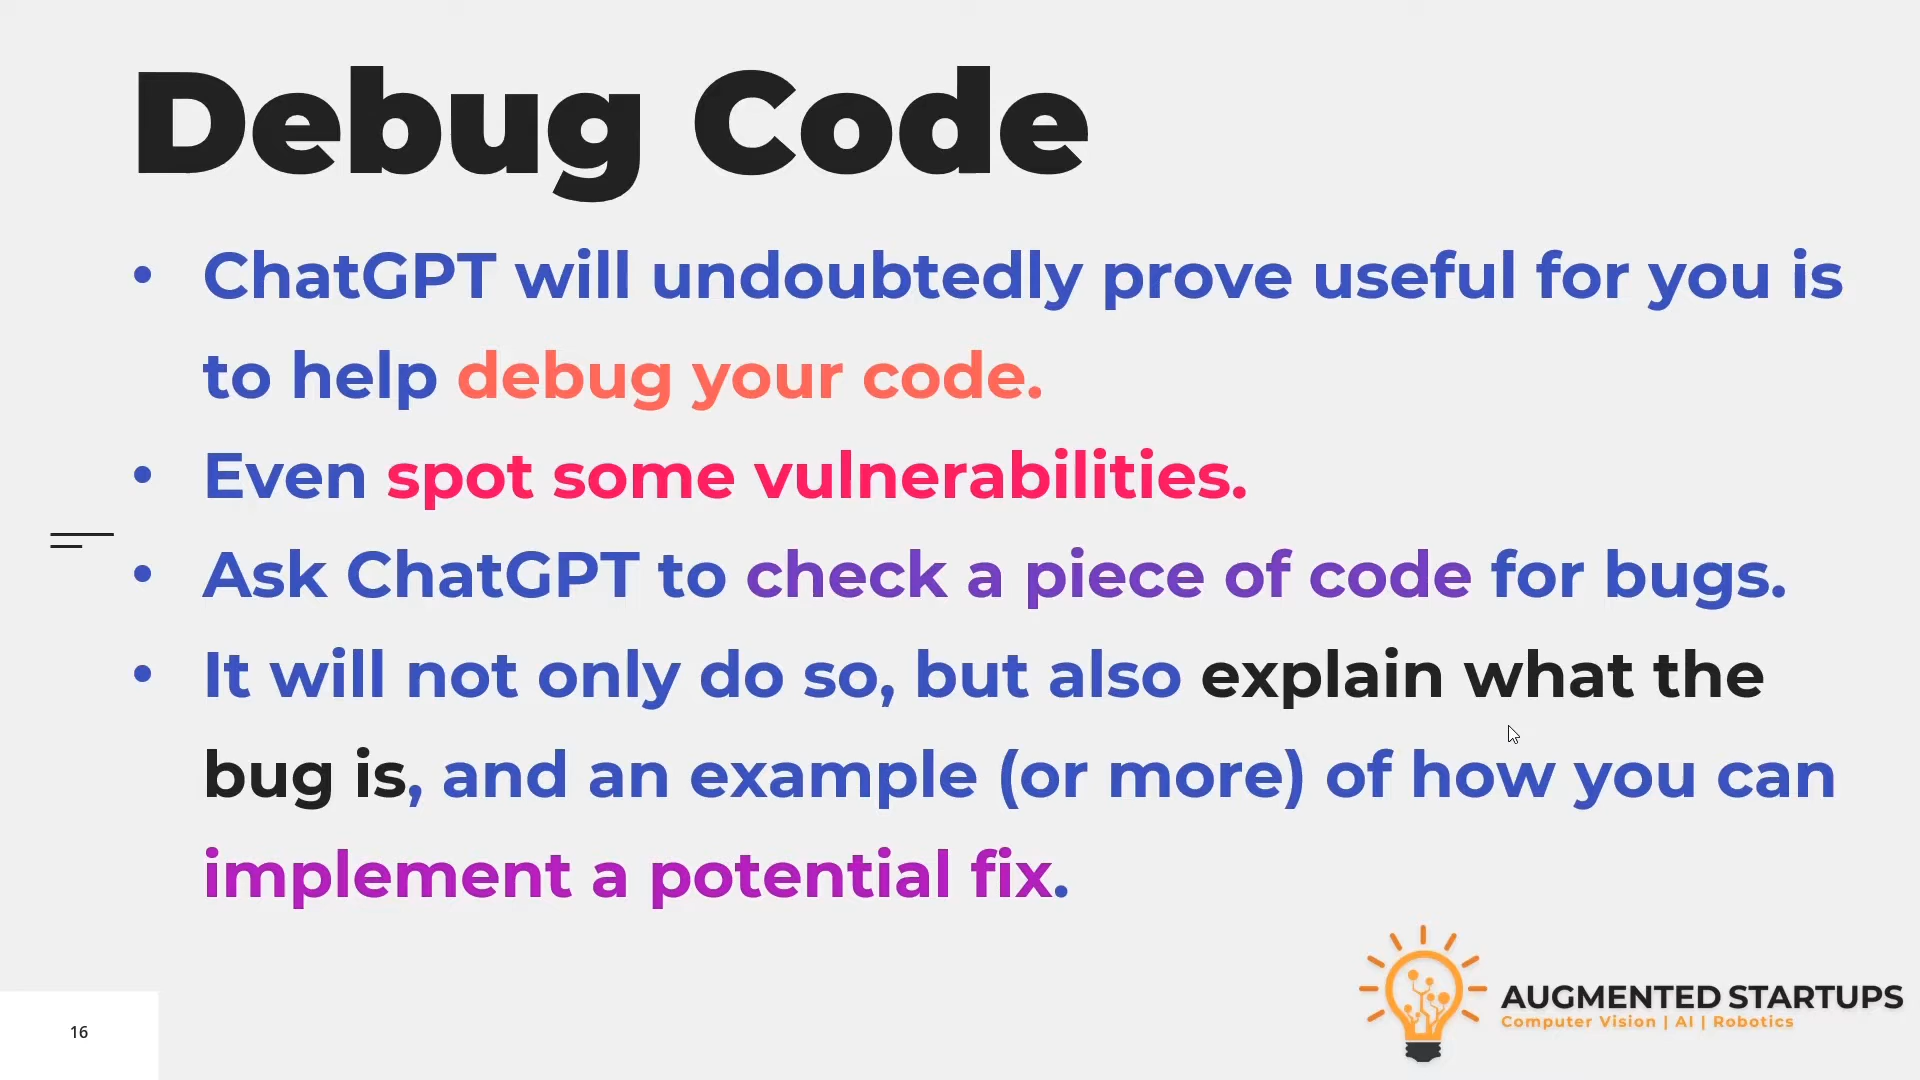 Debug Code
• ChatGPT will undoubtedly prove useful for you is
to help debug your code.
• Even spot some vulnerabilities.
• Ask ChatGPT to check a piece of code for bugs.
• It will not only do so, but also explain what the
bug is, and an example (or more) of how you can
implement a potential fix.
AUGMENTED STARTUPS
Computer Vision | AI | Robotics
16